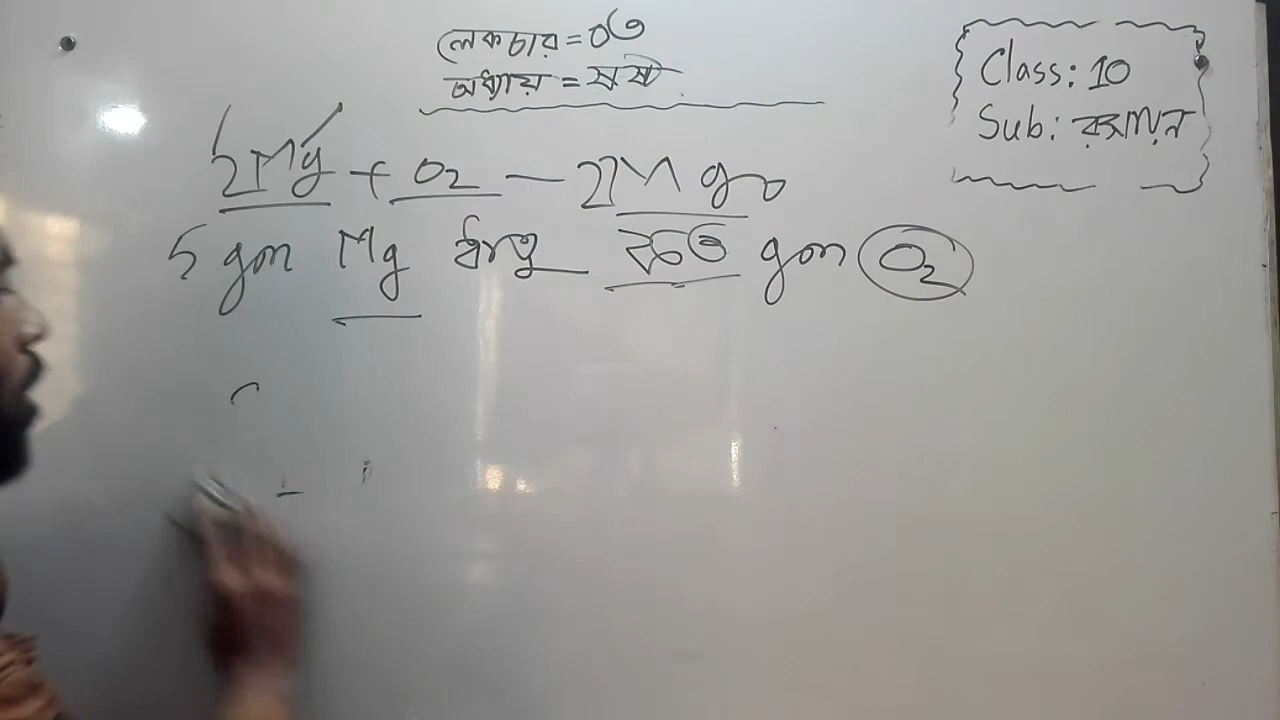 লেকচার = ০৩
অধ্যায় = ষষ্ঠ
Class: 10
Sub: রসায়ন
2Mg + O2 — 2Mgo
5 gm Mg ধাতু কত gm O2